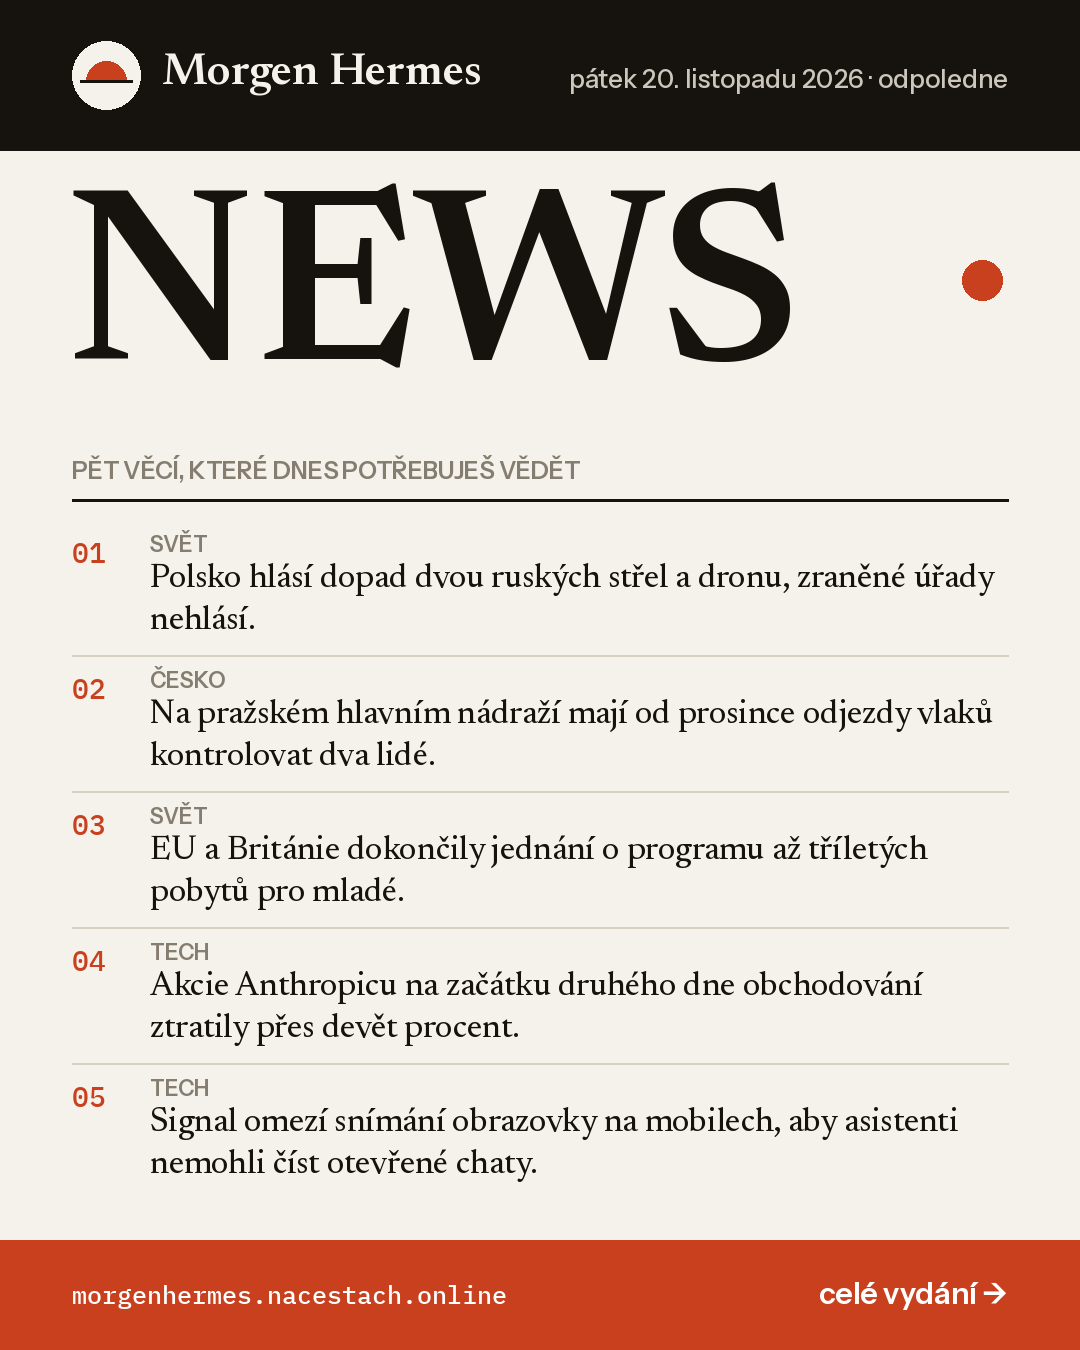 Morgen Hermes
pátek 20. listopadu 2026 · odpoledne
NEWS
PĚT VĚCÍ, KTERÉ DNES POTŘEBUJEŠ VĚDĚT
01
SVĚT
Polsko hlásí dopad dvou ruských střel a dronu, zraněné úřady
nehlásí.
02
ČESKO
Na pražském hlavním nádraží mají od prosince odjezdy vlaků
kontrolovat dva lidé.
03
SVĚT
EU a Británie dokončily jednání o programu až tříletých
pobytů pro mladé.
04
TECH
Akcie Anthropicu na začátku druhého dne obchodování
ztratily přes devět procent.
05
TECH
Signal omezí snímání obrazovky na mobilech, aby asistenti
nemohli číst otevřené chaty.
morgenhermes.nacestach.online
celé vydání →